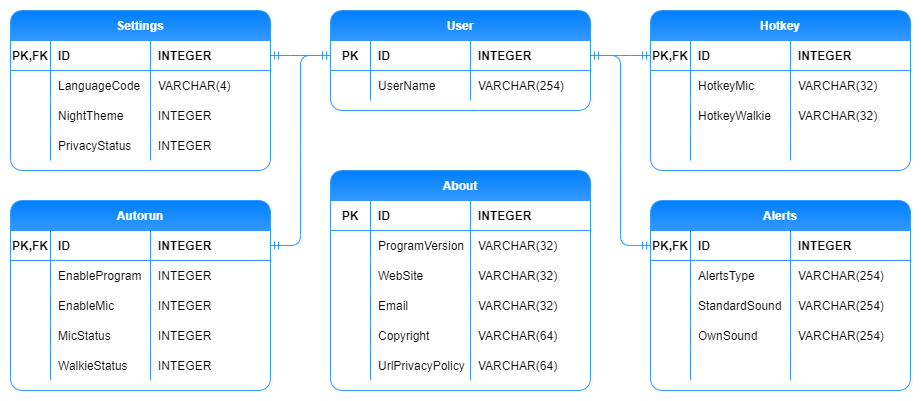 Settings
PK,FK ID INTEGER
LanguageCode VARCHAR(4)
NightTheme INTEGER
PrivacyStatus INTEGER
User
PK ID INTEGER
UserName VARCHAR(254)
Hotkey
PK,FK ID INTEGER
HotkeyMic VARCHAR(32)
HotkeyWalkie VARCHAR(32)
Autorun
PK,FK ID INTEGER
EnableProgram INTEGER
EnableMic INTEGER
MicStatus INTEGER
WalkieStatus INTEGER
About
PK ID INTEGER
ProgramVersion VARCHAR(32)
WebSite VARCHAR(32)
Email VARCHAR(32)
Copyright VARCHAR(64)
UrlPrivacyPolicy VARCHAR(64)
Alerts
PK,FK ID INTEGER
AlertsType VARCHAR(254)
StandardSound VARCHAR(254)
OwnSound VARCHAR(254)